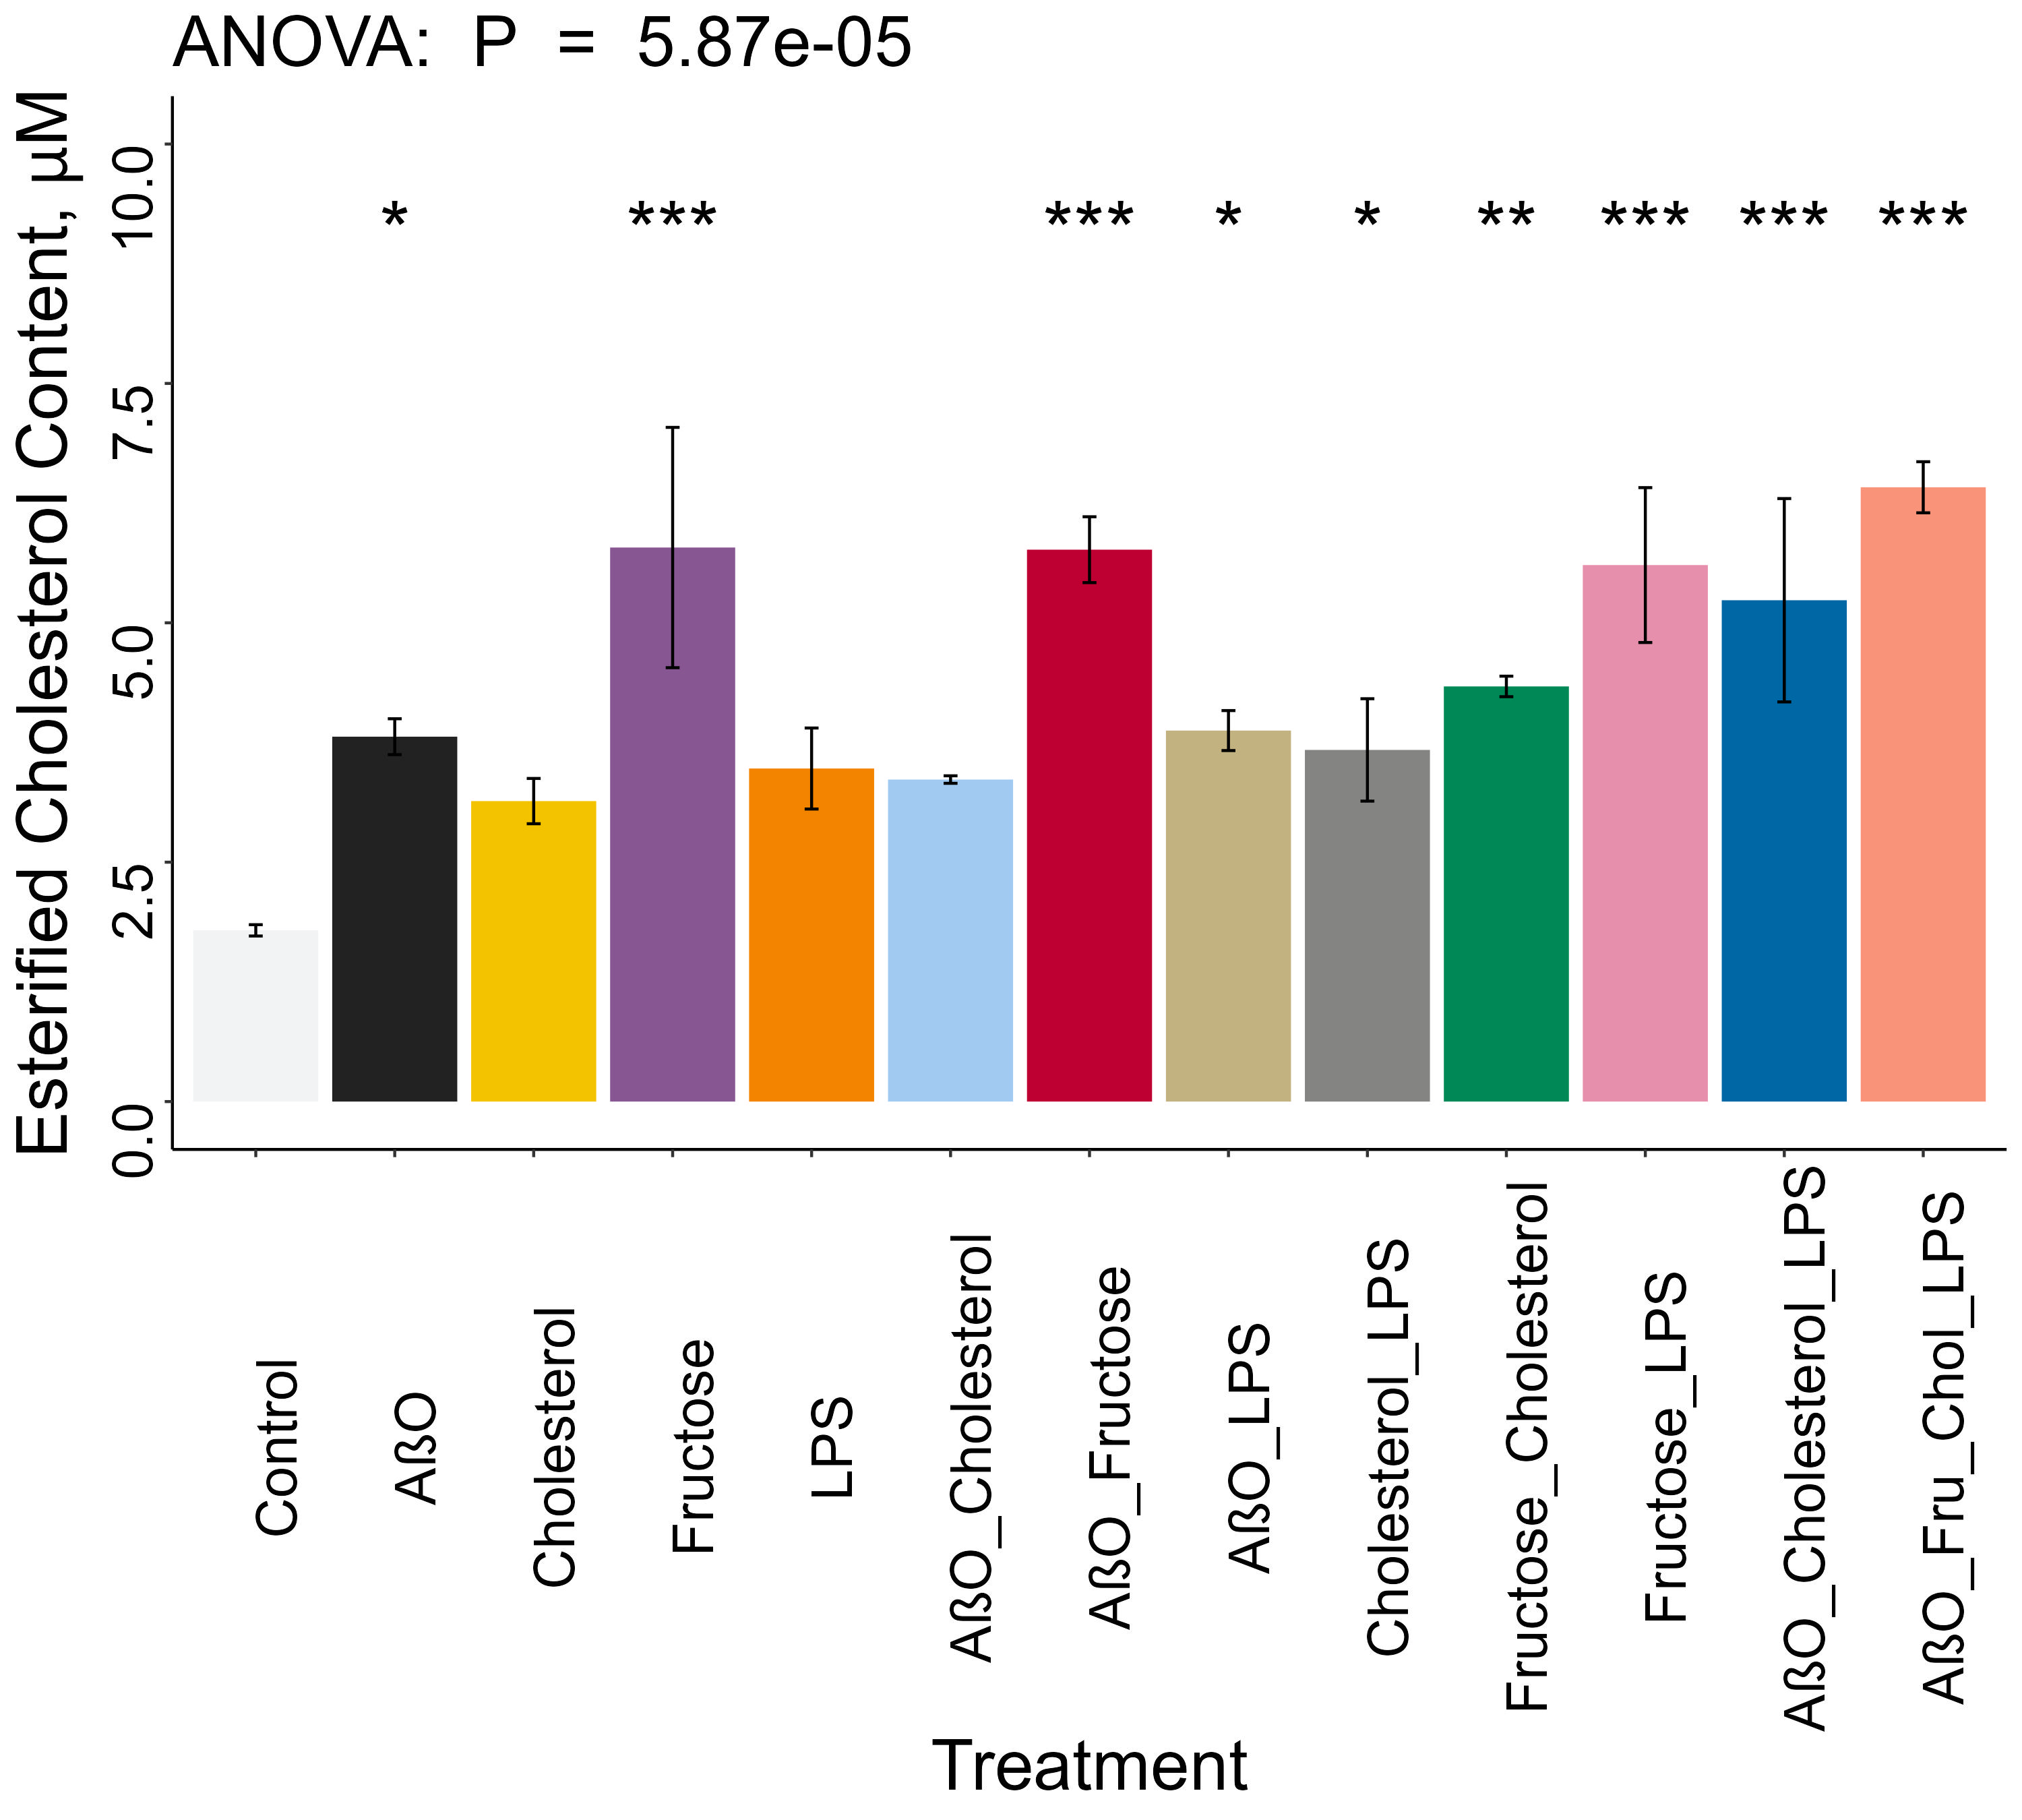 ANOVA: P = 5.87e-05
Esterified Cholesterol Content, µM
10.0
7.5
5.0
2.5
0.0
* *** *** * * ** *** *** ***
Control
AßO
Cholesterol
Fructose
LPS
AßO_Cholesterol
AßO_Fructose
AßO_LPS
Cholesterol_LPS
Fructose_Cholesterol
Fructose_LPS
AßO_Cholesterol_LPS
AßO_Fru_Chol_LPS
Treatment